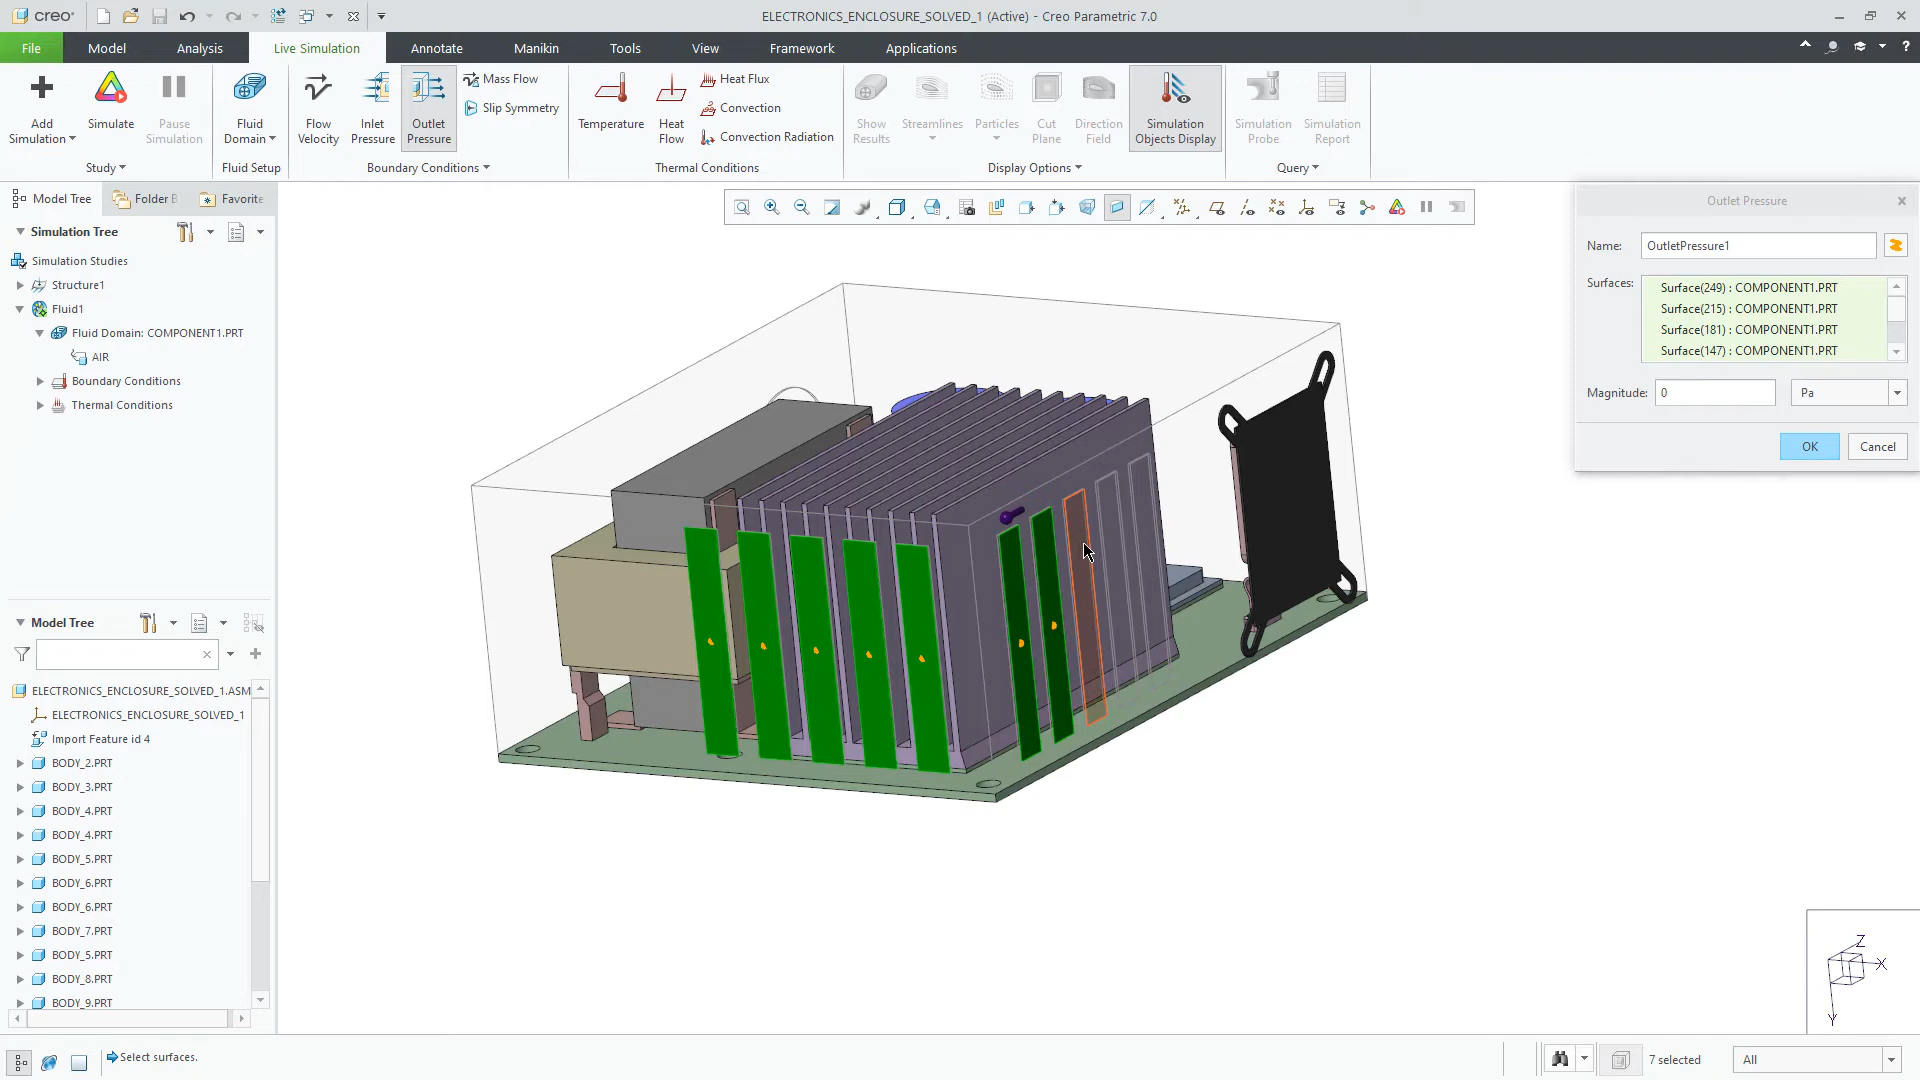 creo
ELECTRONICS_ENCLOSURE_SOLVED_1 (Active) - Creo Parametric 7.0
File
Model
Analysis
Live Simulation
Annotate
Manikin
Tools
View
Framework
Applications
Add Simulation
Simulate
Pause Simulation
Study
Fluid Domain
Fluid Setup
Flow Velocity
Inlet Pressure
Outlet Pressure
Mass Flow
Slip Symmetry
Boundary Conditions
Temperature
Heat Flow
Heat Flux
Convection
Convection Radiation
Thermal Conditions
Show Results
Streamlines
Particles
Cut Plane
Direction Field
Simulation Objects Display
Display Options
Simulation Probe
Simulation Report
Query
Model Tree
Folder B
Favorite
Simulation Tree
Simulation Studies
Structure1
Fluid1
Fluid Domain: COMPONENT1.PRT
AIR
Boundary Conditions
Thermal Conditions
Model Tree
ELECTRONICS_ENCLOSURE_SOLVED_1.ASM
ELECTRONICS_ENCLOSURE_SOLVED_1
Import Feature id 4
BODY_2.PRT
BODY_3.PRT
BODY_4.PRT
BODY_4.PRT
BODY_5.PRT
BODY_6.PRT
BODY_6.PRT
BODY_7.PRT
BODY_5.PRT
BODY_8.PRT
BODY_9.PRT
Outlet Pressure
Name: OutletPressure1
Surfaces: Surface(249) : COMPONENT1.PRT
Surface(215) : COMPONENT1.PRT
Surface(181) : COMPONENT1.PRT
Surface(147) : COMPONENT1.PRT
Magnitude: 0 Pa
OK
Cancel
Z
X
Y
Select surfaces.
7 selected
All